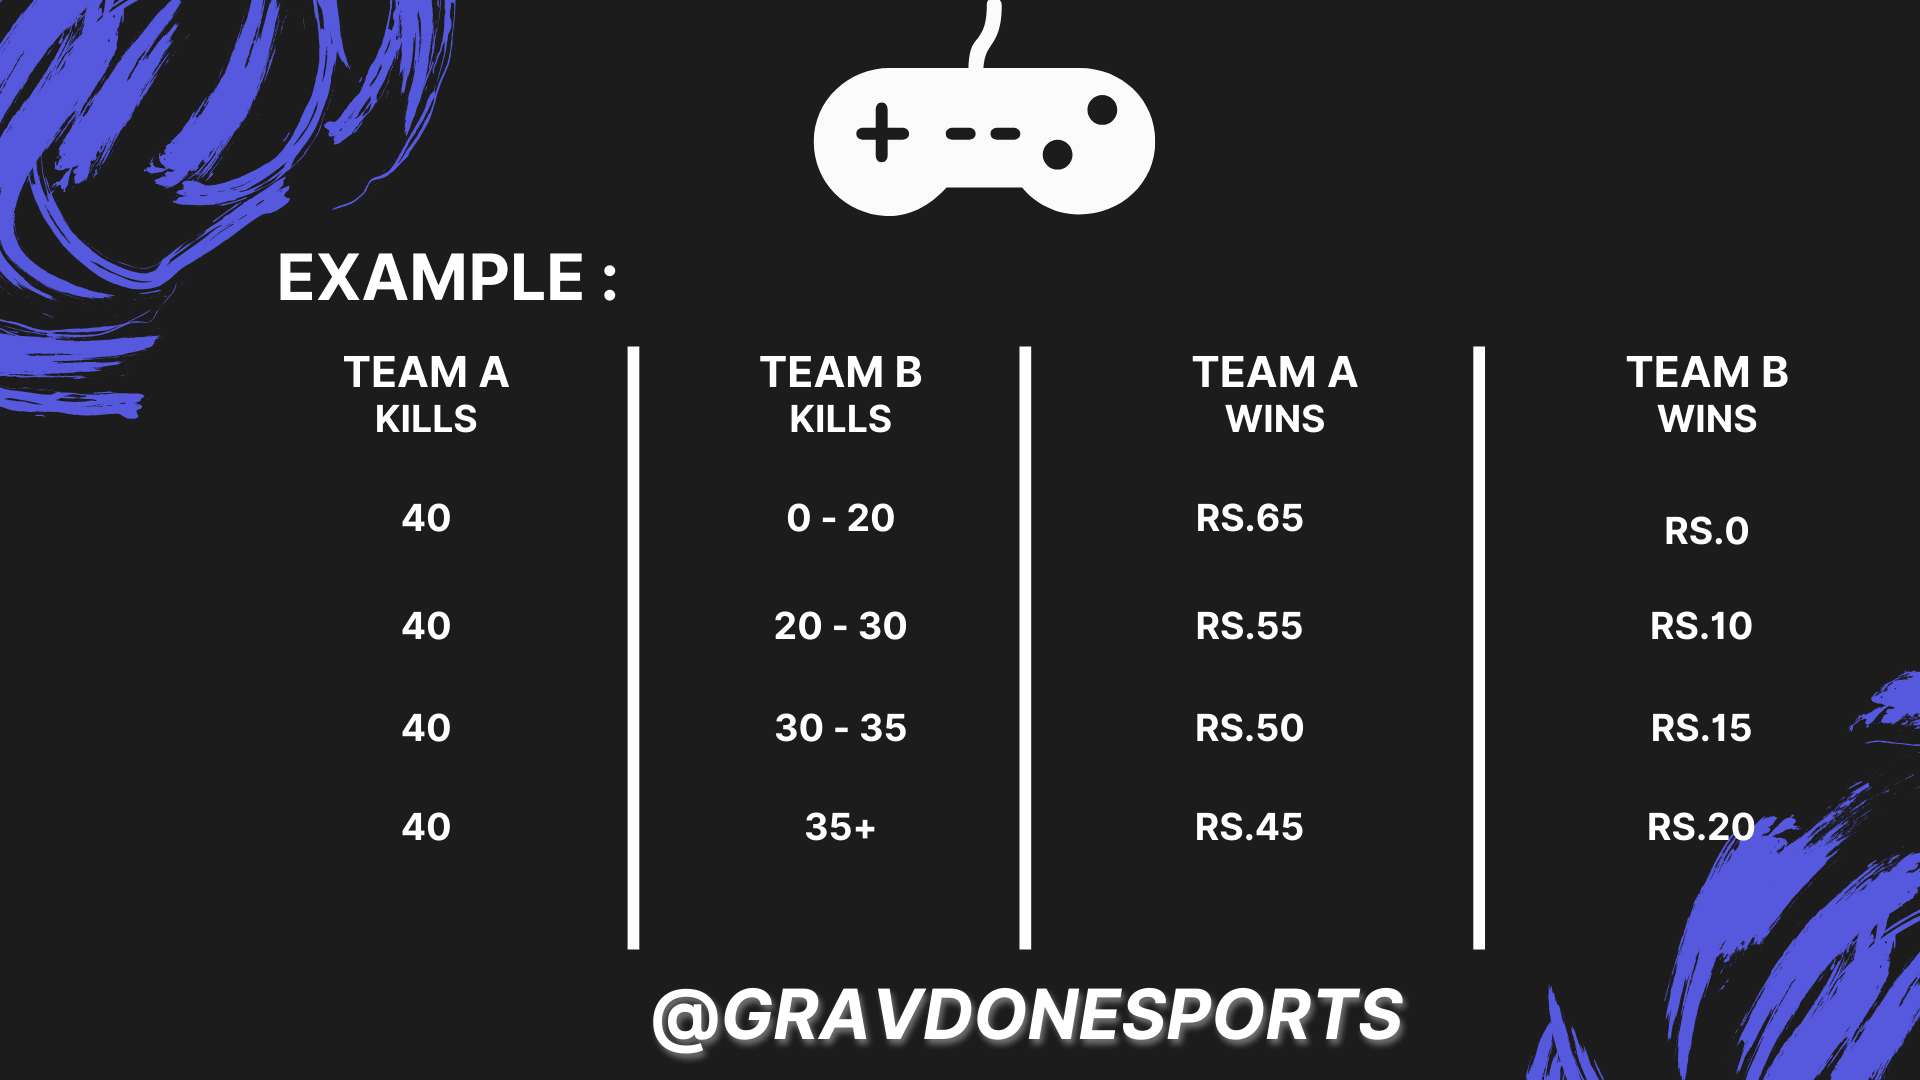 EXAMPLE :
TEAM A KILLS
TEAM B KILLS
TEAM A WINS
TEAM B WINS
40 0 - 20 RS.65 RS.0
40 20 - 30 RS.55 RS.10
40 30 - 35 RS.50 RS.15
40 35+ RS.45 RS.20
@GRAVDONESPORTS